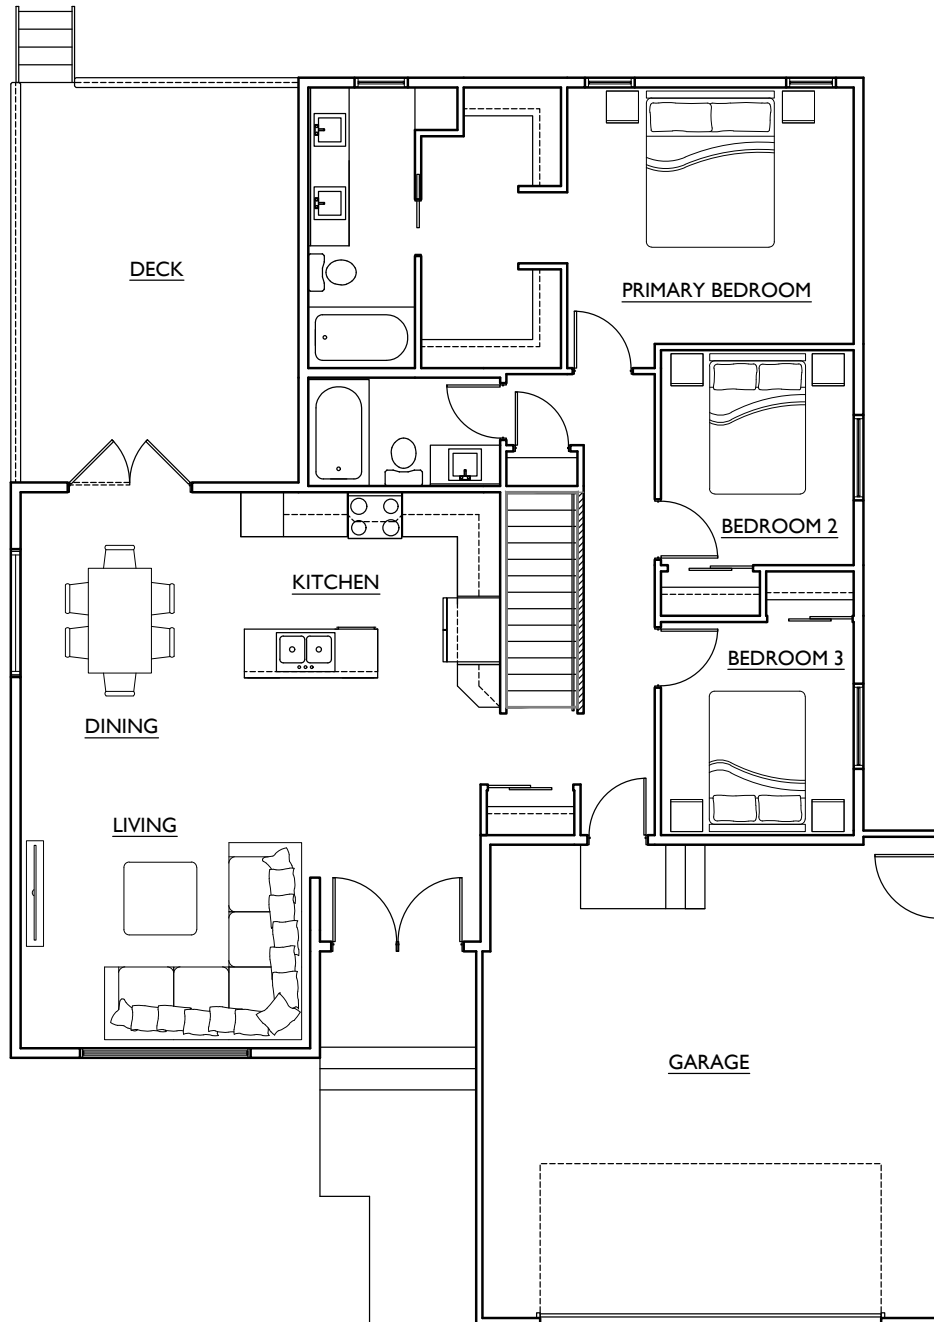 DECK
PRIMARY BEDROOM
BEDROOM 2
KITCHEN
BEDROOM 3
DINING
LIVING
GARAGE